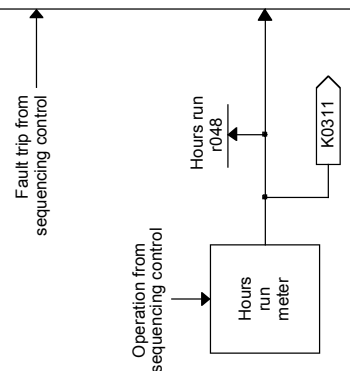 Fault trip from
sequencing control
Hours run
r048
K0311
Operation from
sequencing control
Hours
run
meter